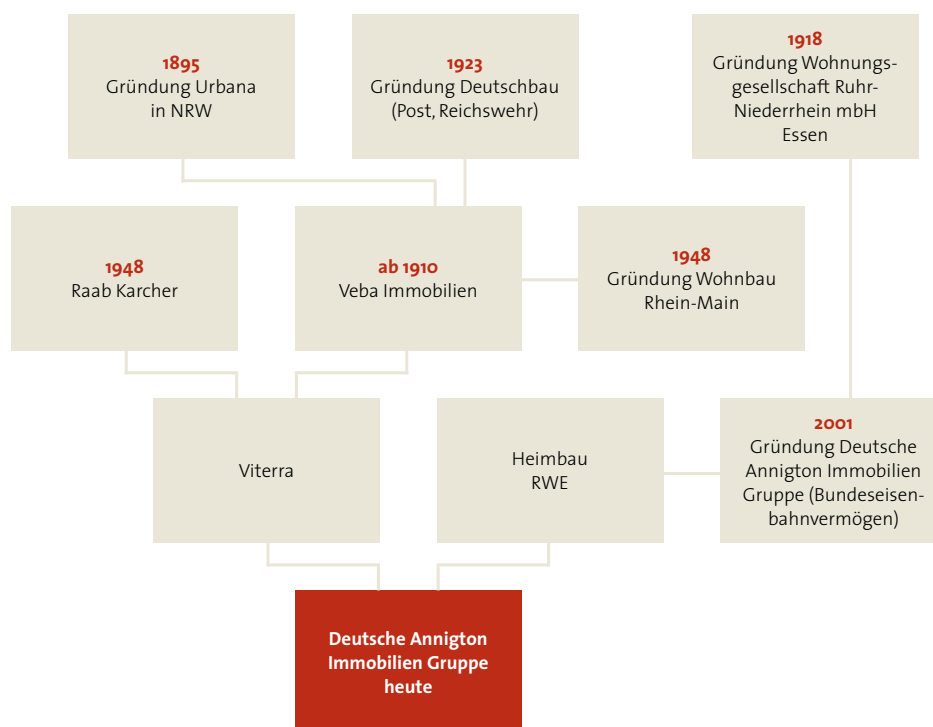 1895
Gründung Urbana
in NRW
1923
Gründung Deutschbau
(Post, Reichswehr)
1918
Gründung Wohnungs-
gesellschaft Ruhr-
Niederrhein mbH
Essen
1948
Raab Karcher
ab 1910
Veba Immobilien
1948
Gründung Wohnbau
Rhein-Main
Viterra
Heimbau
RWE
2001
Gründung Deutsche
Annigton Immobilien
Gruppe (Bundeseisen-
bahnvermögen)
Deutsche Annigton
Immobilien Gruppe
heute